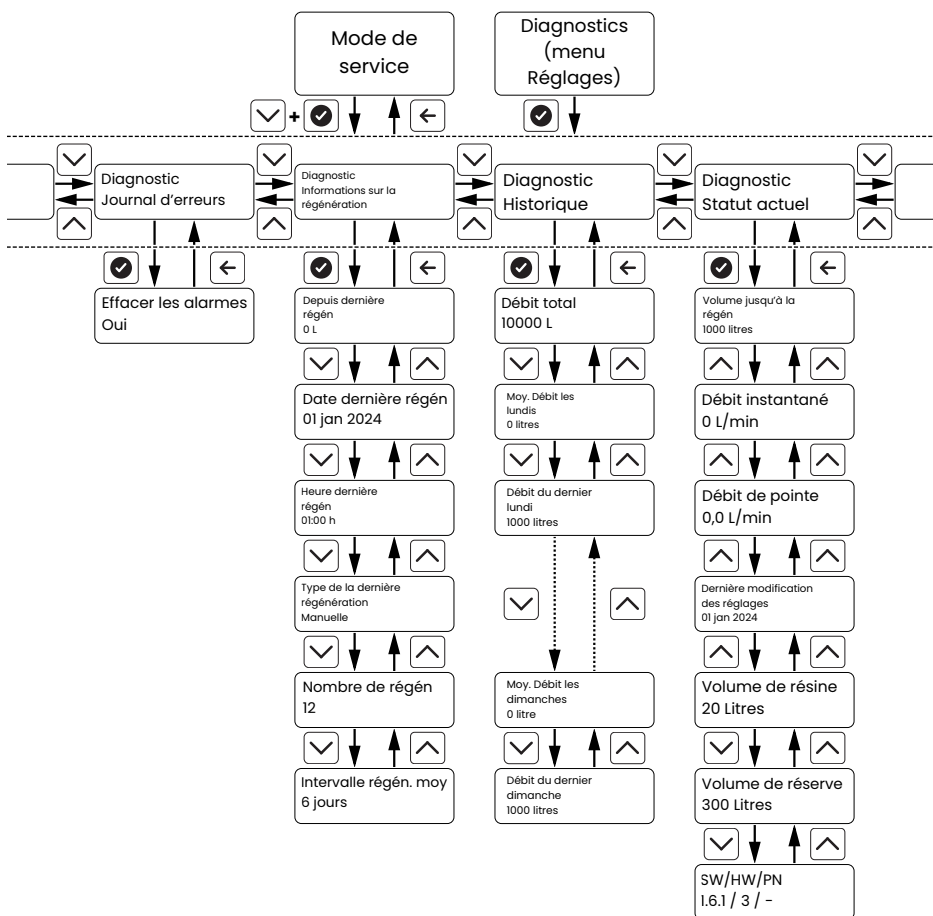 Mode de
service
Diagnostics
(menu
Réglages)
+
Diagnostic
Journal d'erreurs
Diagnostic
Informations sur la
régénération
Diagnostic
Historique
Diagnostic
Statut actuel
Effacer les alarmes
Oui
Depuis dernière
régén
0 L
Date dernière régén
01 jan 2024
Heure dernière
régén
01:00 h
Type de la dernière
régénération
Manuelle
Nombre de régén
12
Intervalle régén. moy
6 jours
Débit total
10000 L
Moy. Débit les
lundis
0 litres
Débit du dernier
lundi
1000 litres
Moy. Débit les
dimanches
0 litre
Débit du dernier
dimanche
1000 litres
Volume jusqu'à la
régén
1000 litres
Débit instantané
0 L/min
Débit de pointe
0,0 L/min
Dernière modification
des réglages
01 jan 2024
Volume de résine
20 Litres
Volume de réserve
300 Litres
SW/HW/PN
1.6.1 / 3 / -